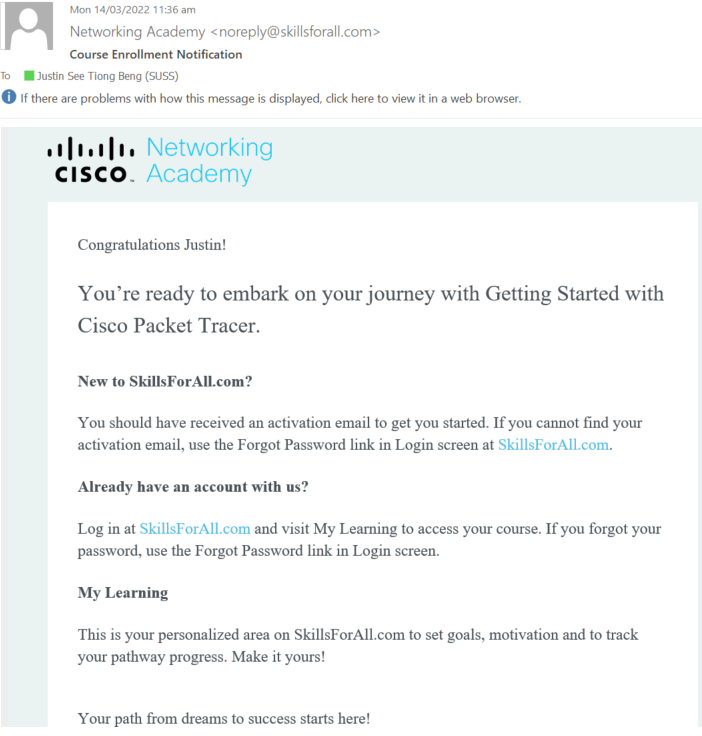 Mon 14/03/2022 11:36 am
Networking Academy <noreply@skillsforall.com>
Course Enrollment Notification
To Justin See Tiong Beng (SUSS)
If there are problems with how this message is displayed, click here to view it in a web browser.
Networking
CISCO Academy
Congratulations Justin!
You’re ready to embark on your journey with Getting Started with
Cisco Packet Tracer.
New to SkillsForAll.com?
You should have received an activation email to get you started. If you cannot find your
activation email, use the Forgot Password link in Login screen at SkillsForAll.com.
Already have an account with us?
Log in at SkillsForAll.com and visit My Learning to access your course. If you forgot your
password, use the Forgot Password link in Login screen.
My Learning
This is your personalized area on SkillsForAll.com to set goals, motivation and to track
your pathway progress. Make it yours!
Your path from dreams to success starts here!